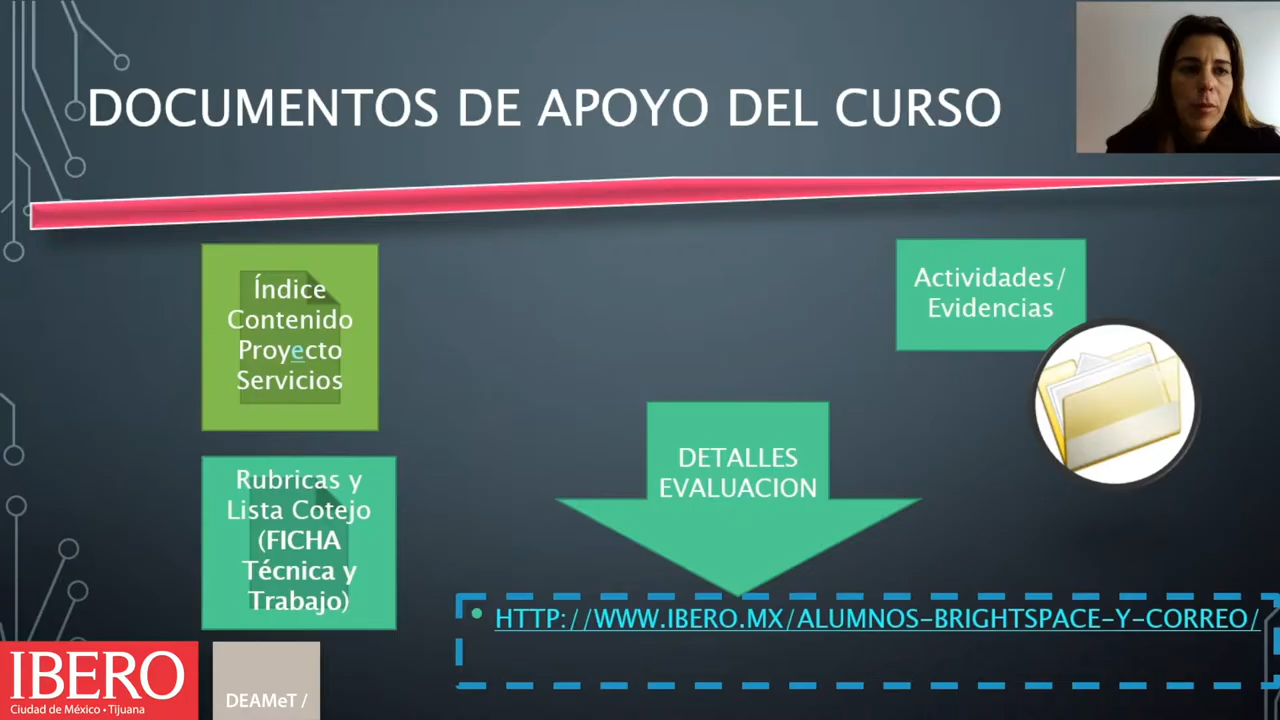 DOCUMENTOS DE APOYO DEL CURSO
Índice
Contenido
Proyecto
Servicios
Actividades/
Evidencias
Rubricas y
Lista Cotejo
(FICHA
Técnica y
Trabajo)
DETALLES
EVALUACION
HTTP://WWW.IBERO.MX/ALUMNOS-BRIGHTSPACE-Y-CORREO/
IBERO
Ciudad de México • Tijuana
DEAMeT /